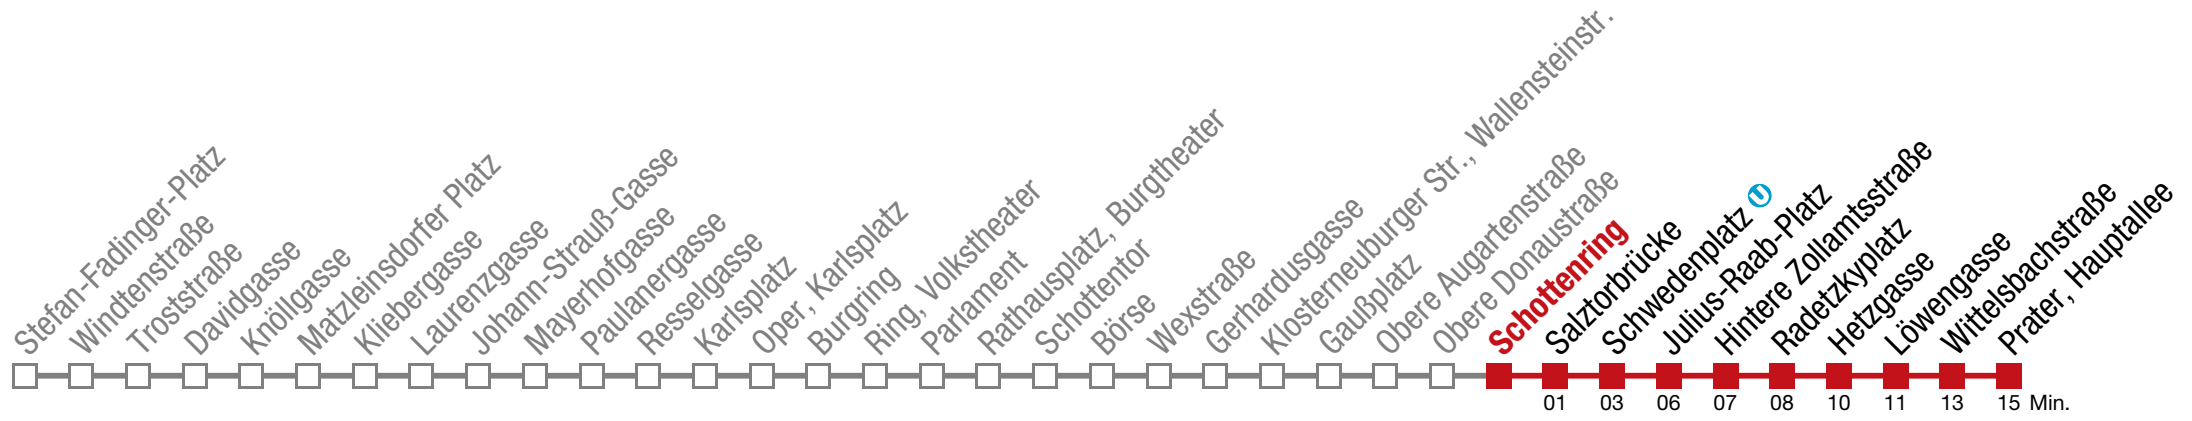 Stefan-Fadinger-Platz
Windtenstraße
Troststraße
Davidgasse
Knöllgasse
Matzleinsdorfer Platz
Kliebergasse
Laurenzgasse
Johann-Strauß-Gasse
Mayerhofgasse
Paulanergasse
Resselgasse
Karlsplatz
Oper, Karlsplatz
Burgring
Ring, Volkstheater
Parlament
Rathausplatz, Burgtheater
Schottentor
Börse
Wexstraße
Gerhardusgasse
Klosterneuburger Str., Wallensteinstr.
Gaußplatz
Obere Augartenstraße
Obere Donaustraße
Schottenring
Salztorbrücke
Schwedenplatz U
Julius-Raab-Platz
Hintere Zollamtsstraße
Radetzkyplatz
Hetzgasse
Löwengasse
Wittelsbachstraße
Prater, Hauptallee
01 03 06 07 08 10 11 13 15 Min.